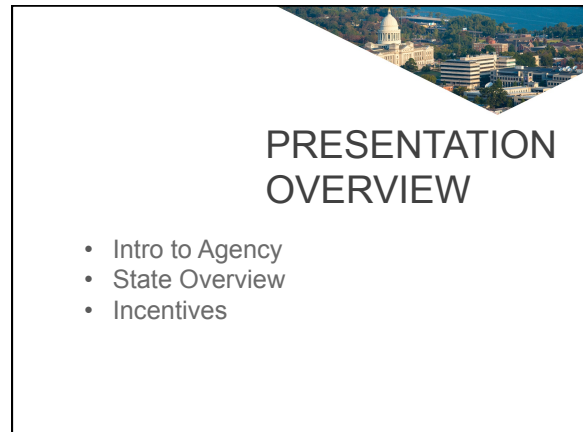 PRESENTATION
OVERVIEW
• Intro to Agency
• State Overview
• Incentives